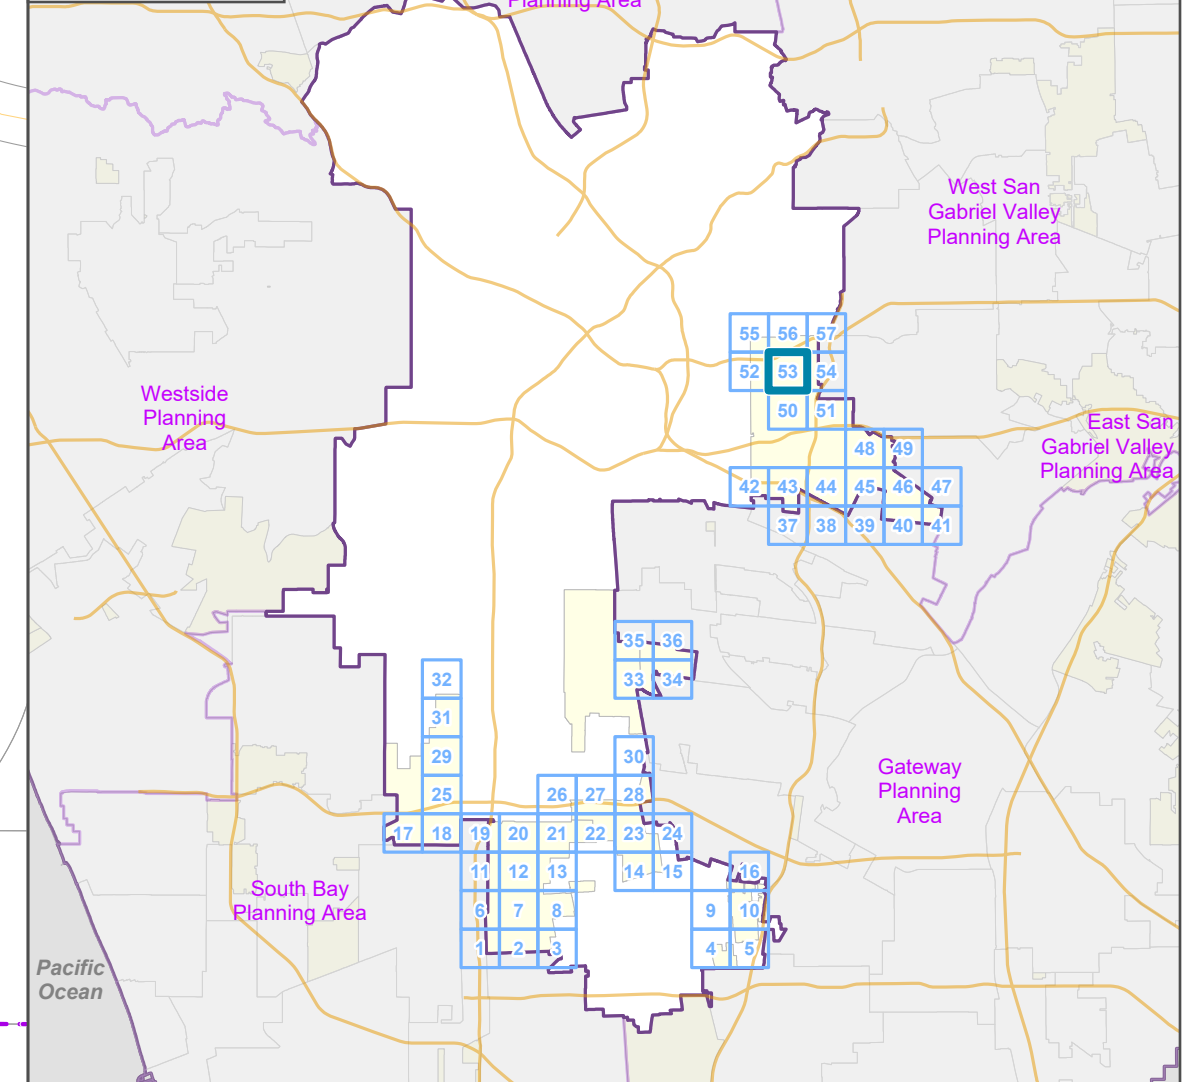 Planning Area
West San
Gabriel Valley
Planning Area
55 56 57
52 53 54
Westside
Planning
Area
50 51
East San
Gabriel Valley
Planning Area
48 49
42 43 44 45 46 47
37 38 39 40 41
35 36
33 34
32
31
29
30
Gateway
Planning
Area
25
26 27 28
17 18 19 20 21 22 23 24
11 12 13
14 15
16
South Bay
Planning Area
6 7 8
9 10
1 2 3
4 5
Pacific
Ocean